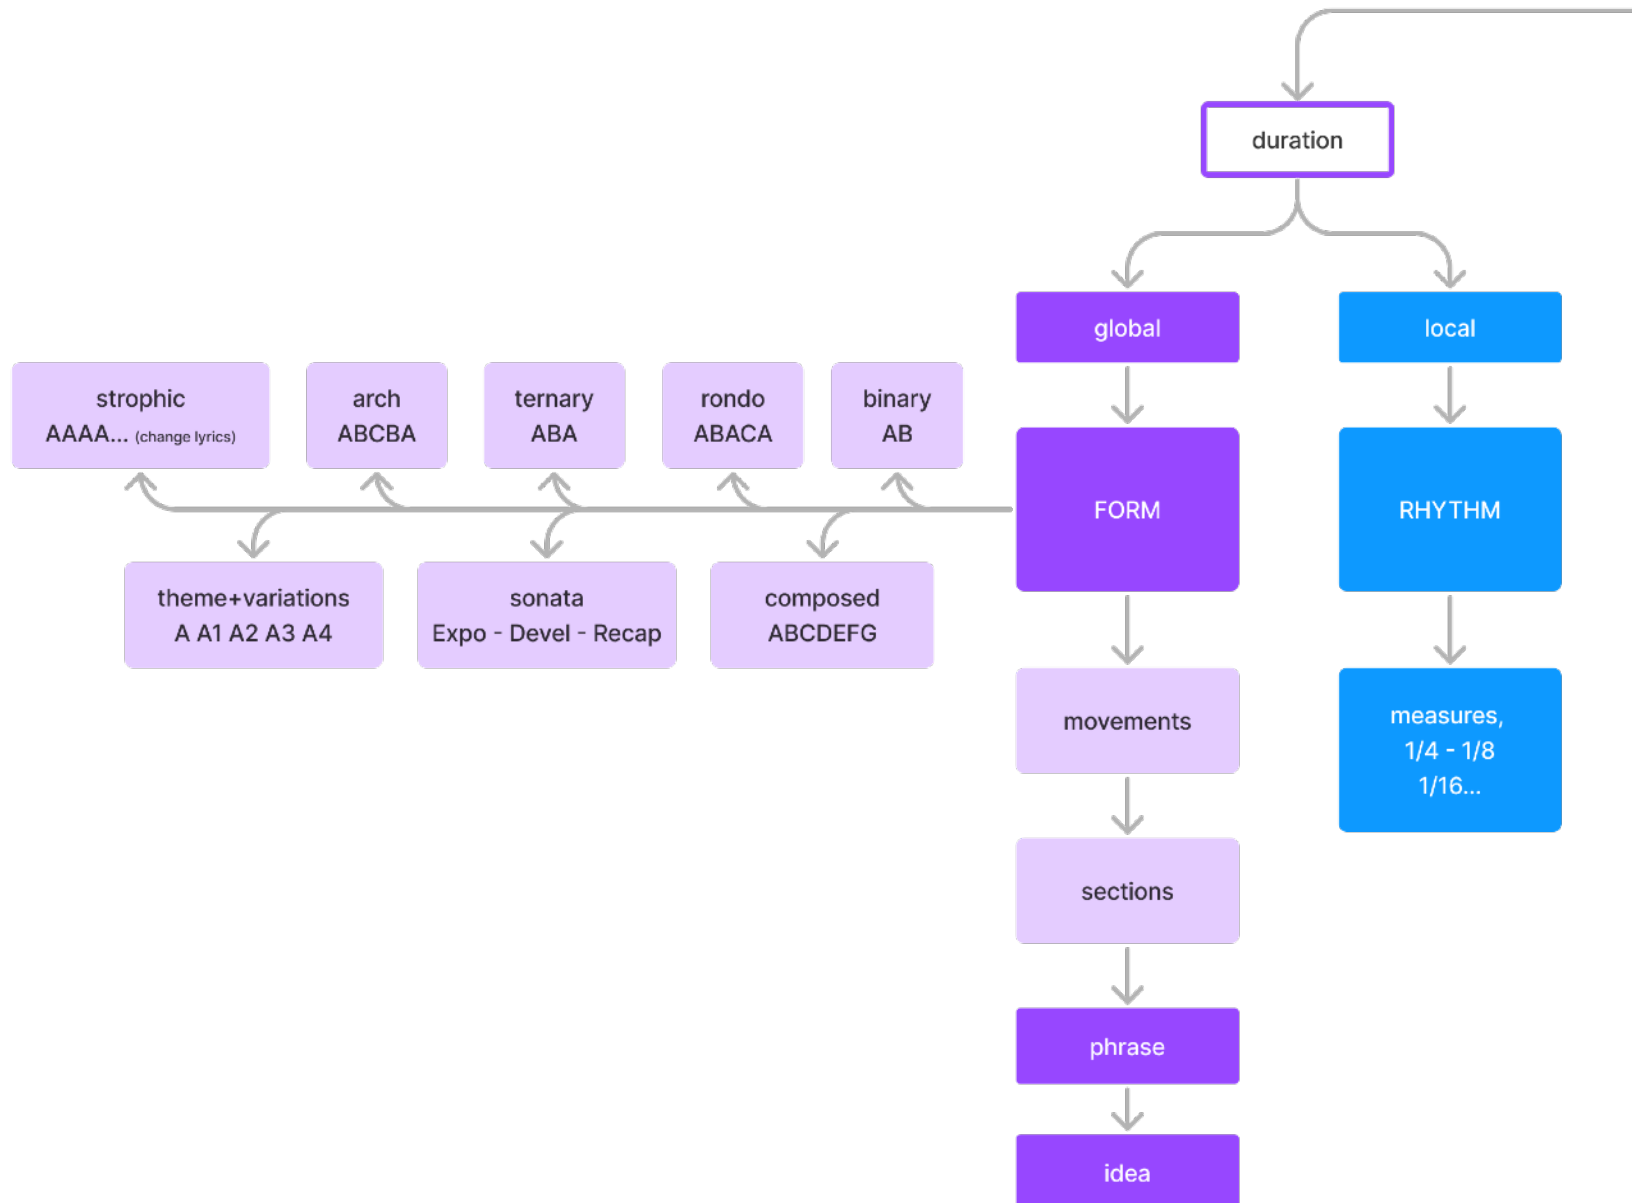 duration
global
local
strophic
AAAA... (change lyrics)
arch
ABCBA
ternary
ABA
rondo
ABACA
binary
AB
FORM
RHYTHM
theme+variations
A A1 A2 A3 A4
sonata
Expo - Devel - Recap
composed
ABCDEFG
movements
measures,
1/4 - 1/8
1/16...
sections
phrase
idea